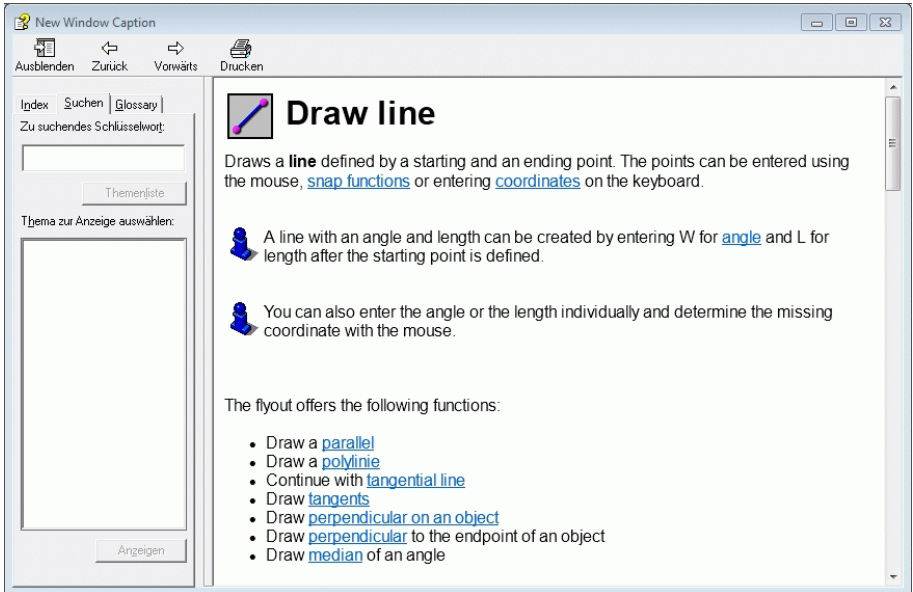 New Window Caption
Ausblenden Zurück Vorwärts Drucken
Index Suchen Glossary
Zu suchendes Schlüsselwort:
Themenliste
Thema zur Anzeige auswählen:
Anzeigen
Draw line
Draws a line defined by a starting and an ending point. The points can be entered using
the mouse, snap functions or entering coordinates on the keyboard.
A line with an angle and length can be created by entering W for angle and L for
length after the starting point is defined.
You can also enter the angle or the length individually and determine the missing
coordinate with the mouse.
The flyout offers the following functions:
• Draw a parallel
• Draw a polylinie
• Continue with tangential line
• Draw tangents
• Draw perpendicular on an object
• Draw perpendicular to the endpoint of an object
• Draw median of an angle